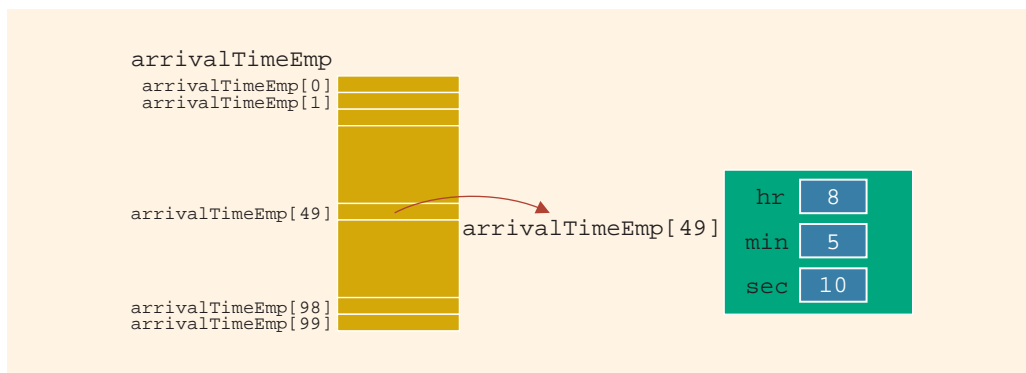 arrivalTimeEmp
arrivalTimeEmp[0]
arrivalTimeEmp[1]
arrivalTimeEmp[49]
arrivalTimeEmp[98]
arrivalTimeEmp[99]
arrivalTimeEmp[49]
hr 8
min 5
sec 10